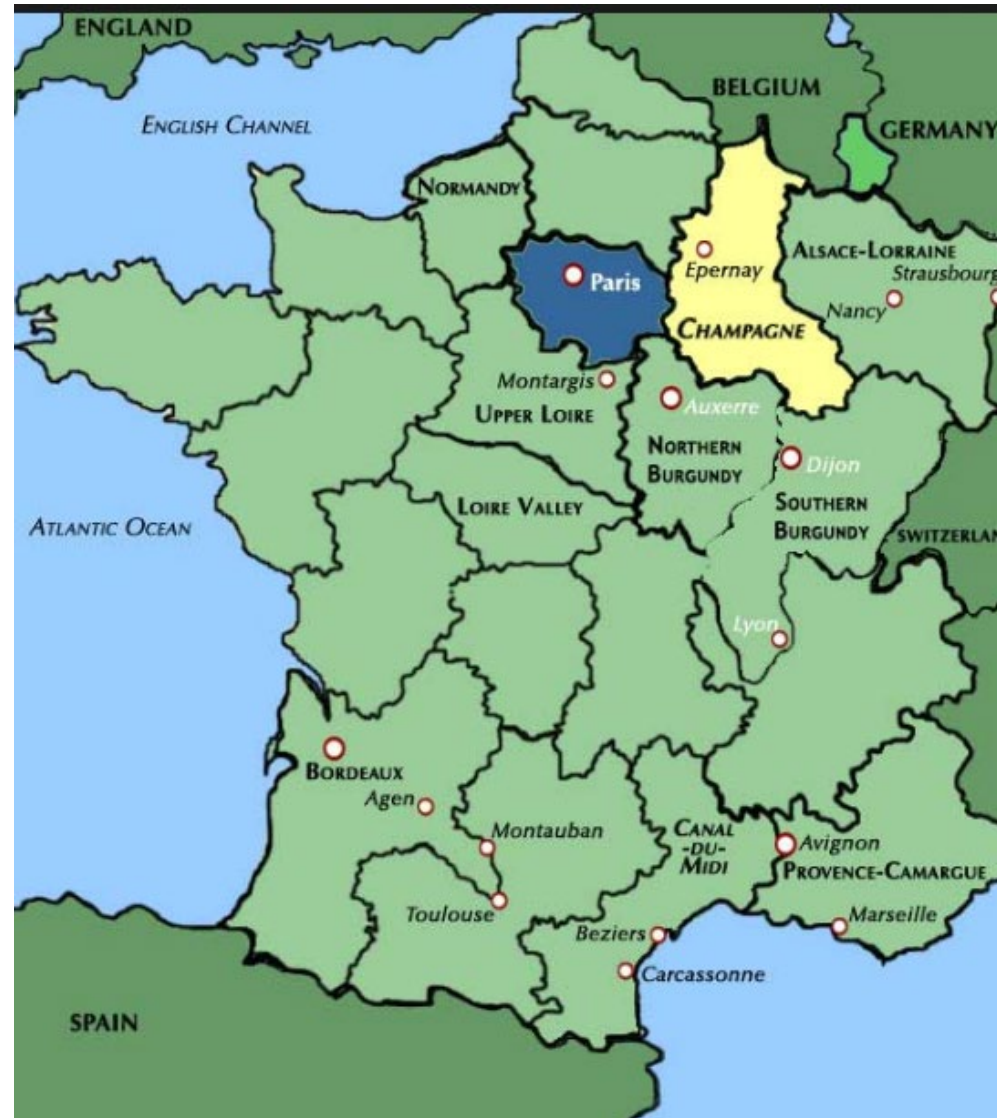 ENGLAND
BELGIUM
ENGLISH CHANNEL
GERMANY
NORMANDY
ALSACE-LORRAINE
Epernay
Strausbourg
Paris
Nancy
CHAMPAGNE
Montargis
Auxerre
UPPER LOIRE
NORTHERN
BURGUNDY
Dijon
LOIRE VALLEY
SOUTHERN
BURGUNDY
ATLANTIC OCEAN
SWITZERLAN
Lyon
BORDEAUX
Agen
Montauban
CANAL
-DU-
MIDI
Avignon
PROVENCE-CAMARGUE
Toulouse
Marseille
Beziers
Carcassonne
SPAIN